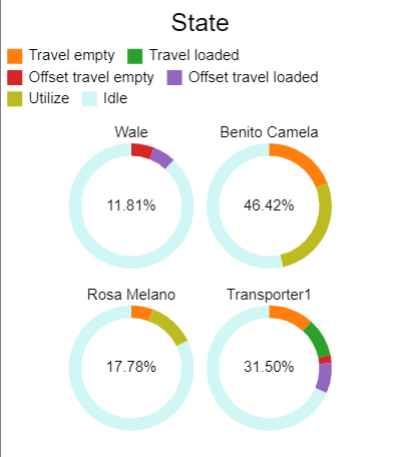 State
Travel empty Travel loaded
Offset travel empty Offset travel loaded
Utilize Idle
Wale Benito Camela
11.81% 46.42%
Rosa Melano Transporter1
17.78% 31.50%